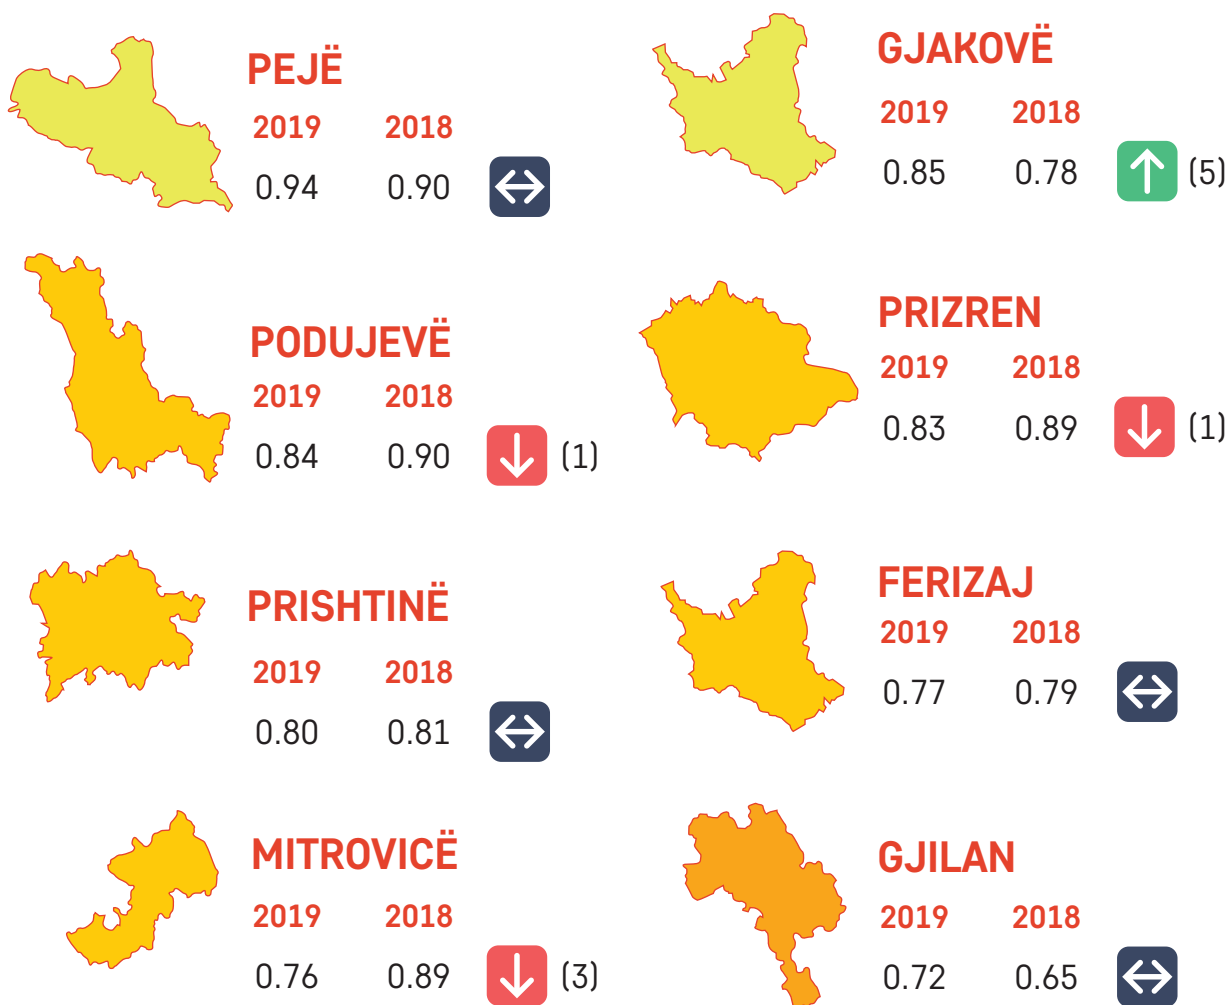 PEJË
2019 2018
0.94 0.90
GJAKOVË
2019 2018
0.85 0.78 (5)
PODUJEVË
2019 2018
0.84 0.90 (1)
PRIZREN
2019 2018
0.83 0.89 (1)
PRISHTINË
2019 2018
0.80 0.81
FERIZAJ
2019 2018
0.77 0.79
MITROVICË
2019 2018
0.76 0.89 (3)
GJILAN
2019 2018
0.72 0.65